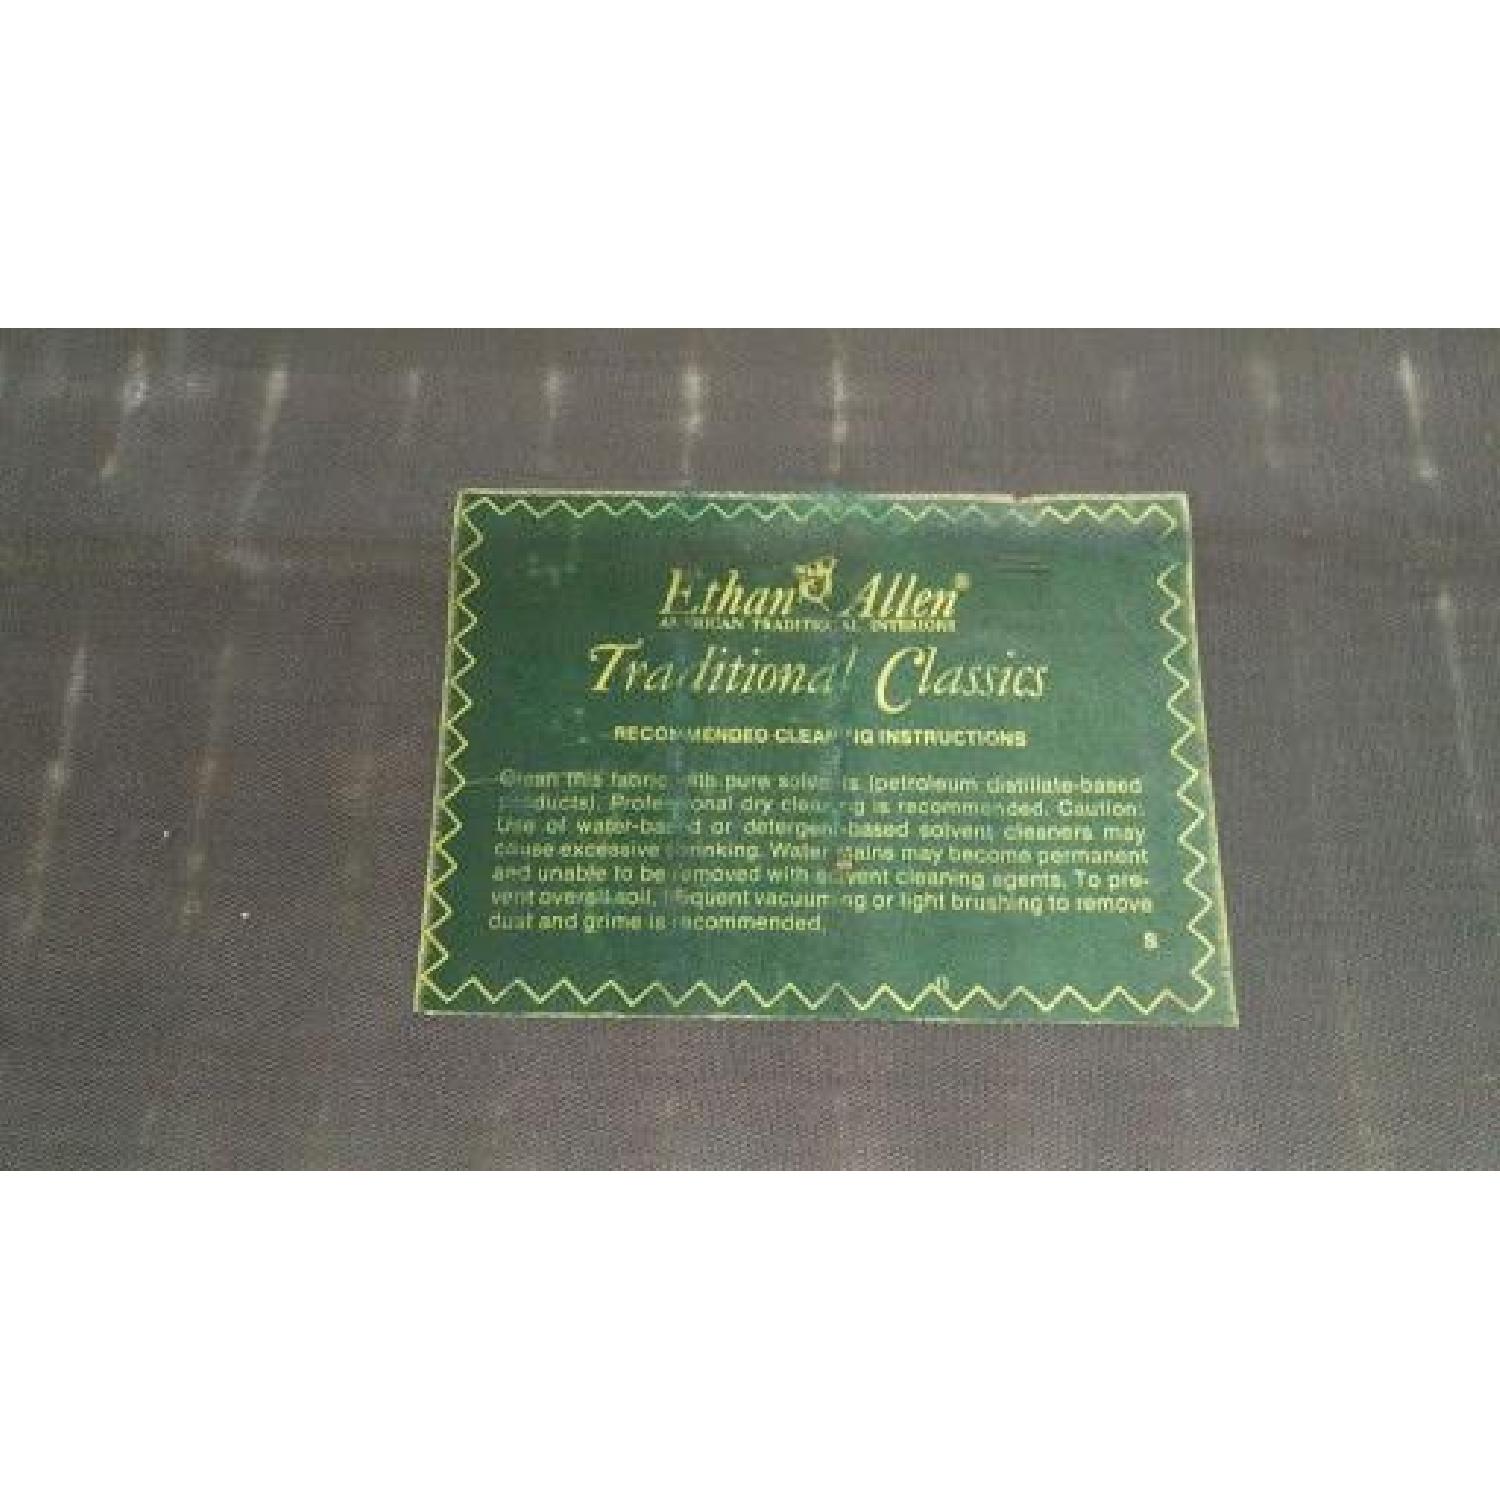 Ethan Allen®
AMERICAN TRADITIONAL INTERIORS
Traditional Classics
RECOMMENDED CLEANING INSTRUCTIONS
Clean this fabric with pure solvents (petroleum distillate-based
products). Professional dry cleaning is recommended. Caution:
Use of water-based or detergent-based solvent cleaners may
cause excessive shrinking. Water stains may become permanent
and unable to be removed with solvent cleaning agents. To pre-
vent overall soil, frequent vacuuming or light brushing to remove
dust and grime is recommended.
S